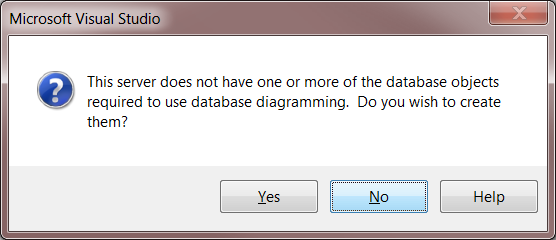 Microsoft Visual Studio
This server does not have one or more of the database objects
required to use database diagramming.  Do you wish to create
them?
Yes
No
Help